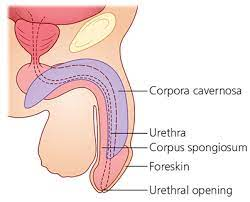 Corpora cavernosa
Urethra
Corpus spongiosum
Foreskin
Urethral opening